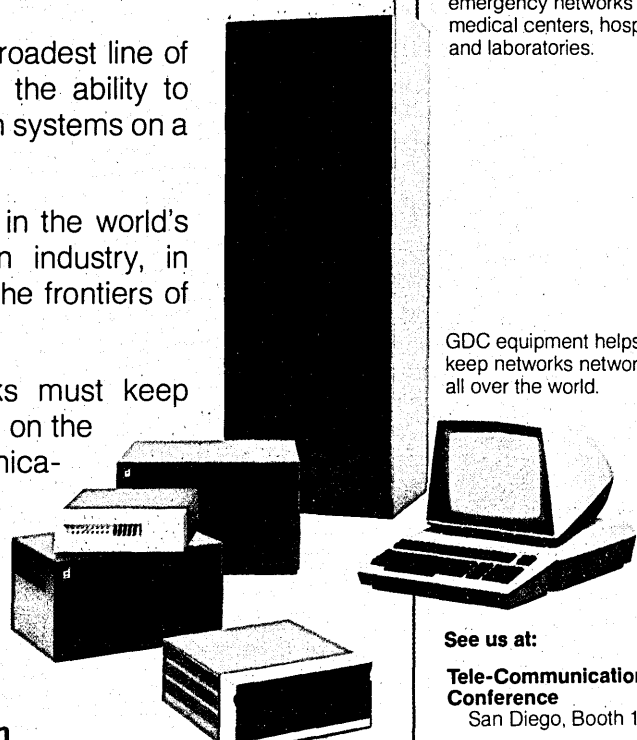 roadest line of
the ability to
systems on a
in the world's
industry, in
he frontiers of
must keep
on the
emergency networks
medical centers, hosp
and laboratories.
GDC equipment helps
keep networks networ
all over the world.
See us at:
Tele-Communication
Conference
San Diego, Booth 1